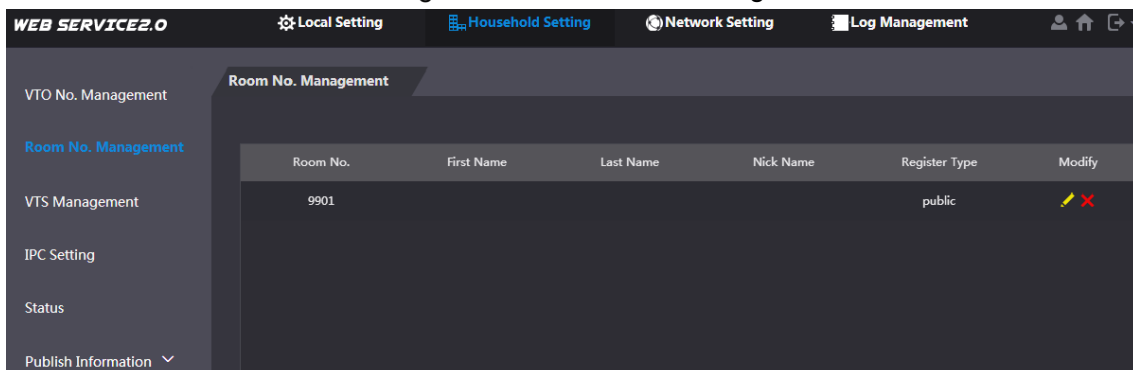 WEB SERVICE2.0 Local Setting Household Setting Network Setting Log Management
Room No. Management
VTO No. Management
Room No. Management
VTS Management
IPC Setting
Status
Publish Information
Room No. First Name Last Name Nick Name Register Type Modify
9901 public